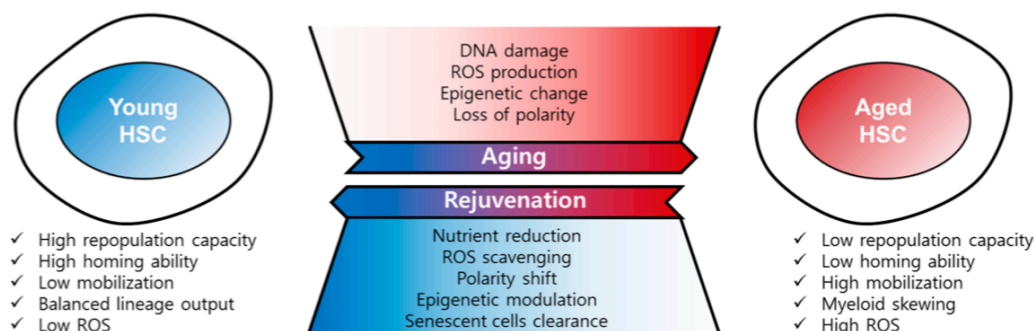 Young
HSC
✓ High repopulation capacity
✓ High homing ability
✓ Low mobilization
✓ Balanced lineage output
✓ Low ROS
DNA damage
ROS production
Epigenetic change
Loss of polarity
Aging
Rejuvenation
Nutrient reduction
ROS scavenging
Polarity shift
Epigenetic modulation
Senescent cells clearance
Aged
HSC
✓ Low repopulation capacity
✓ Low homing ability
✓ High mobilization
✓ Myeloid skewing
✓ High ROS